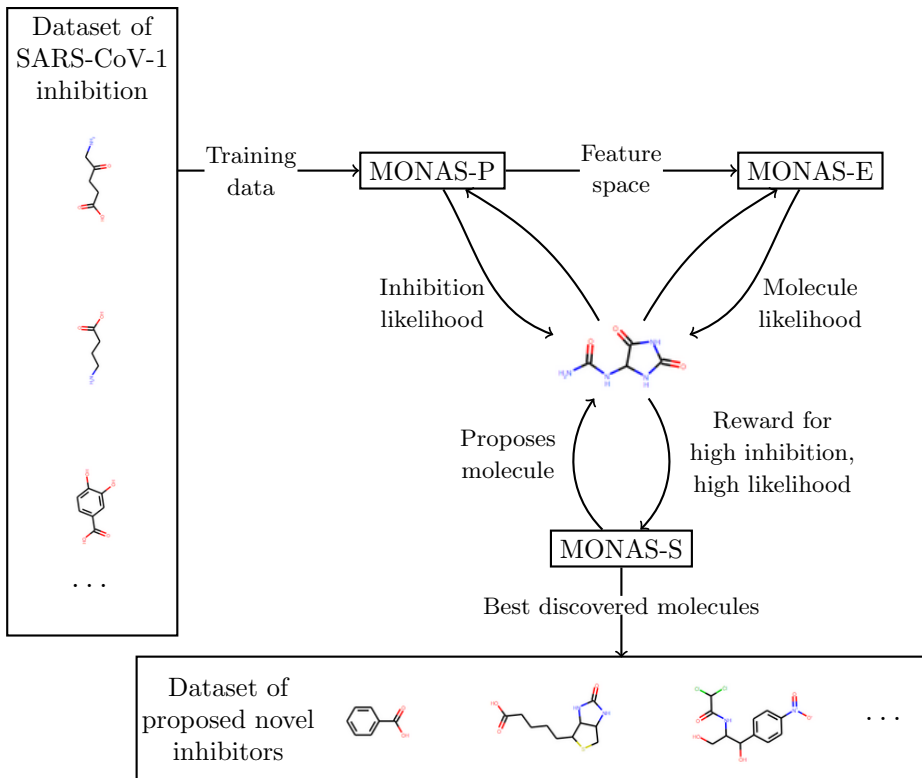 Dataset of
SARS-CoV-1
inhibition
. . .
Training
data
MONAS-P
Feature
space
MONAS-E
Inhibition
likelihood
Molecule
likelihood
Proposes
molecule
Reward for
high inhibition,
high likelihood
MONAS-S
Best discovered molecules
Dataset of
proposed novel
inhibitors
. . .